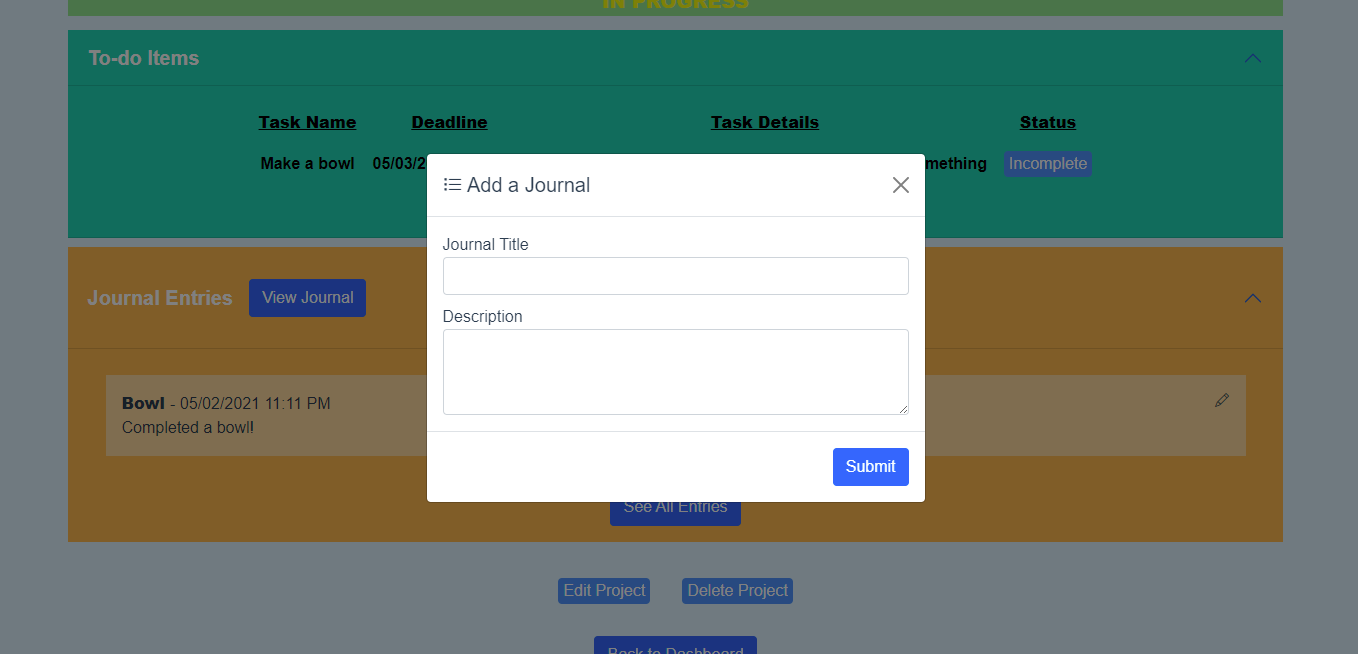 IN PROGRESS
To-do Items
Task Name Deadline Task Details Status
Make a bowl 05/03/2 mething Incomplete
Add a Journal
Journal Title
Journal Entries View Journal
Description
Bowl - 05/02/2021 11:11 PM
Completed a bowl!
Submit
See All Entries
Edit Project Delete Project
Back to Dashboard